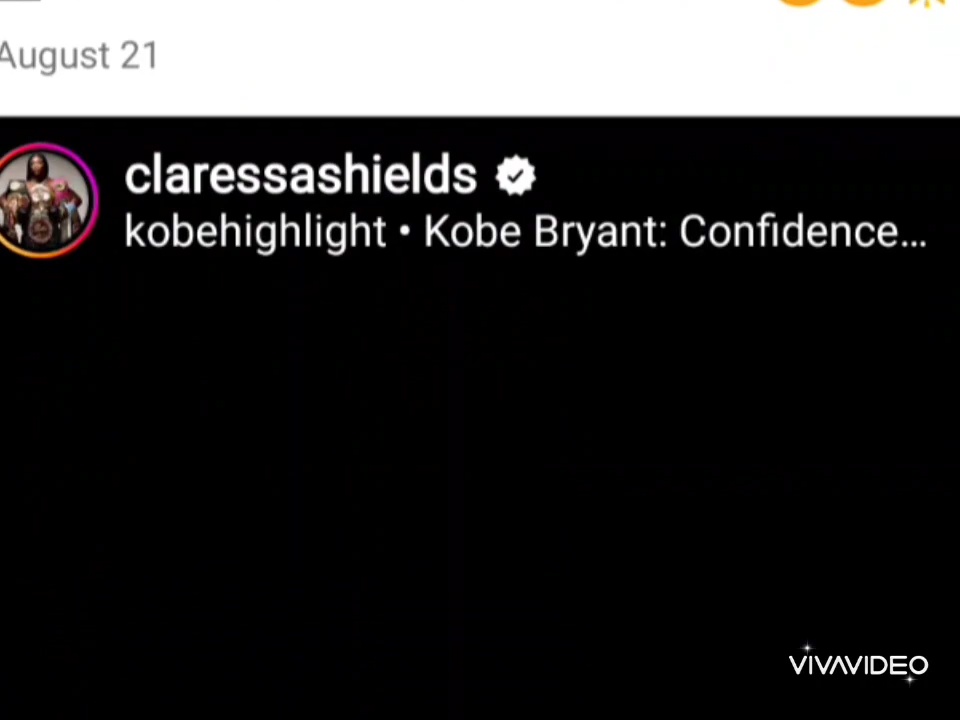 August 21
claressashields
kobehighlight • Kobe Bryant: Confidence...
VIVAVIDEO